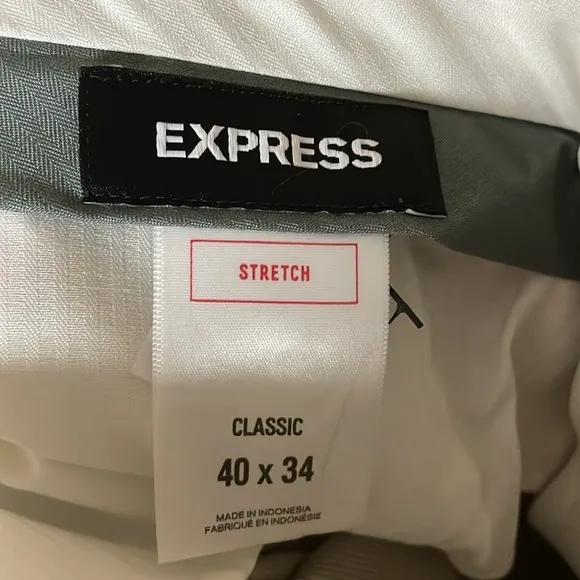 EXPRESS
STRETCH
CLASSIC
40 x 34
MADE IN INDONESIA
FABRIQUÉ EN INDONÉSIE